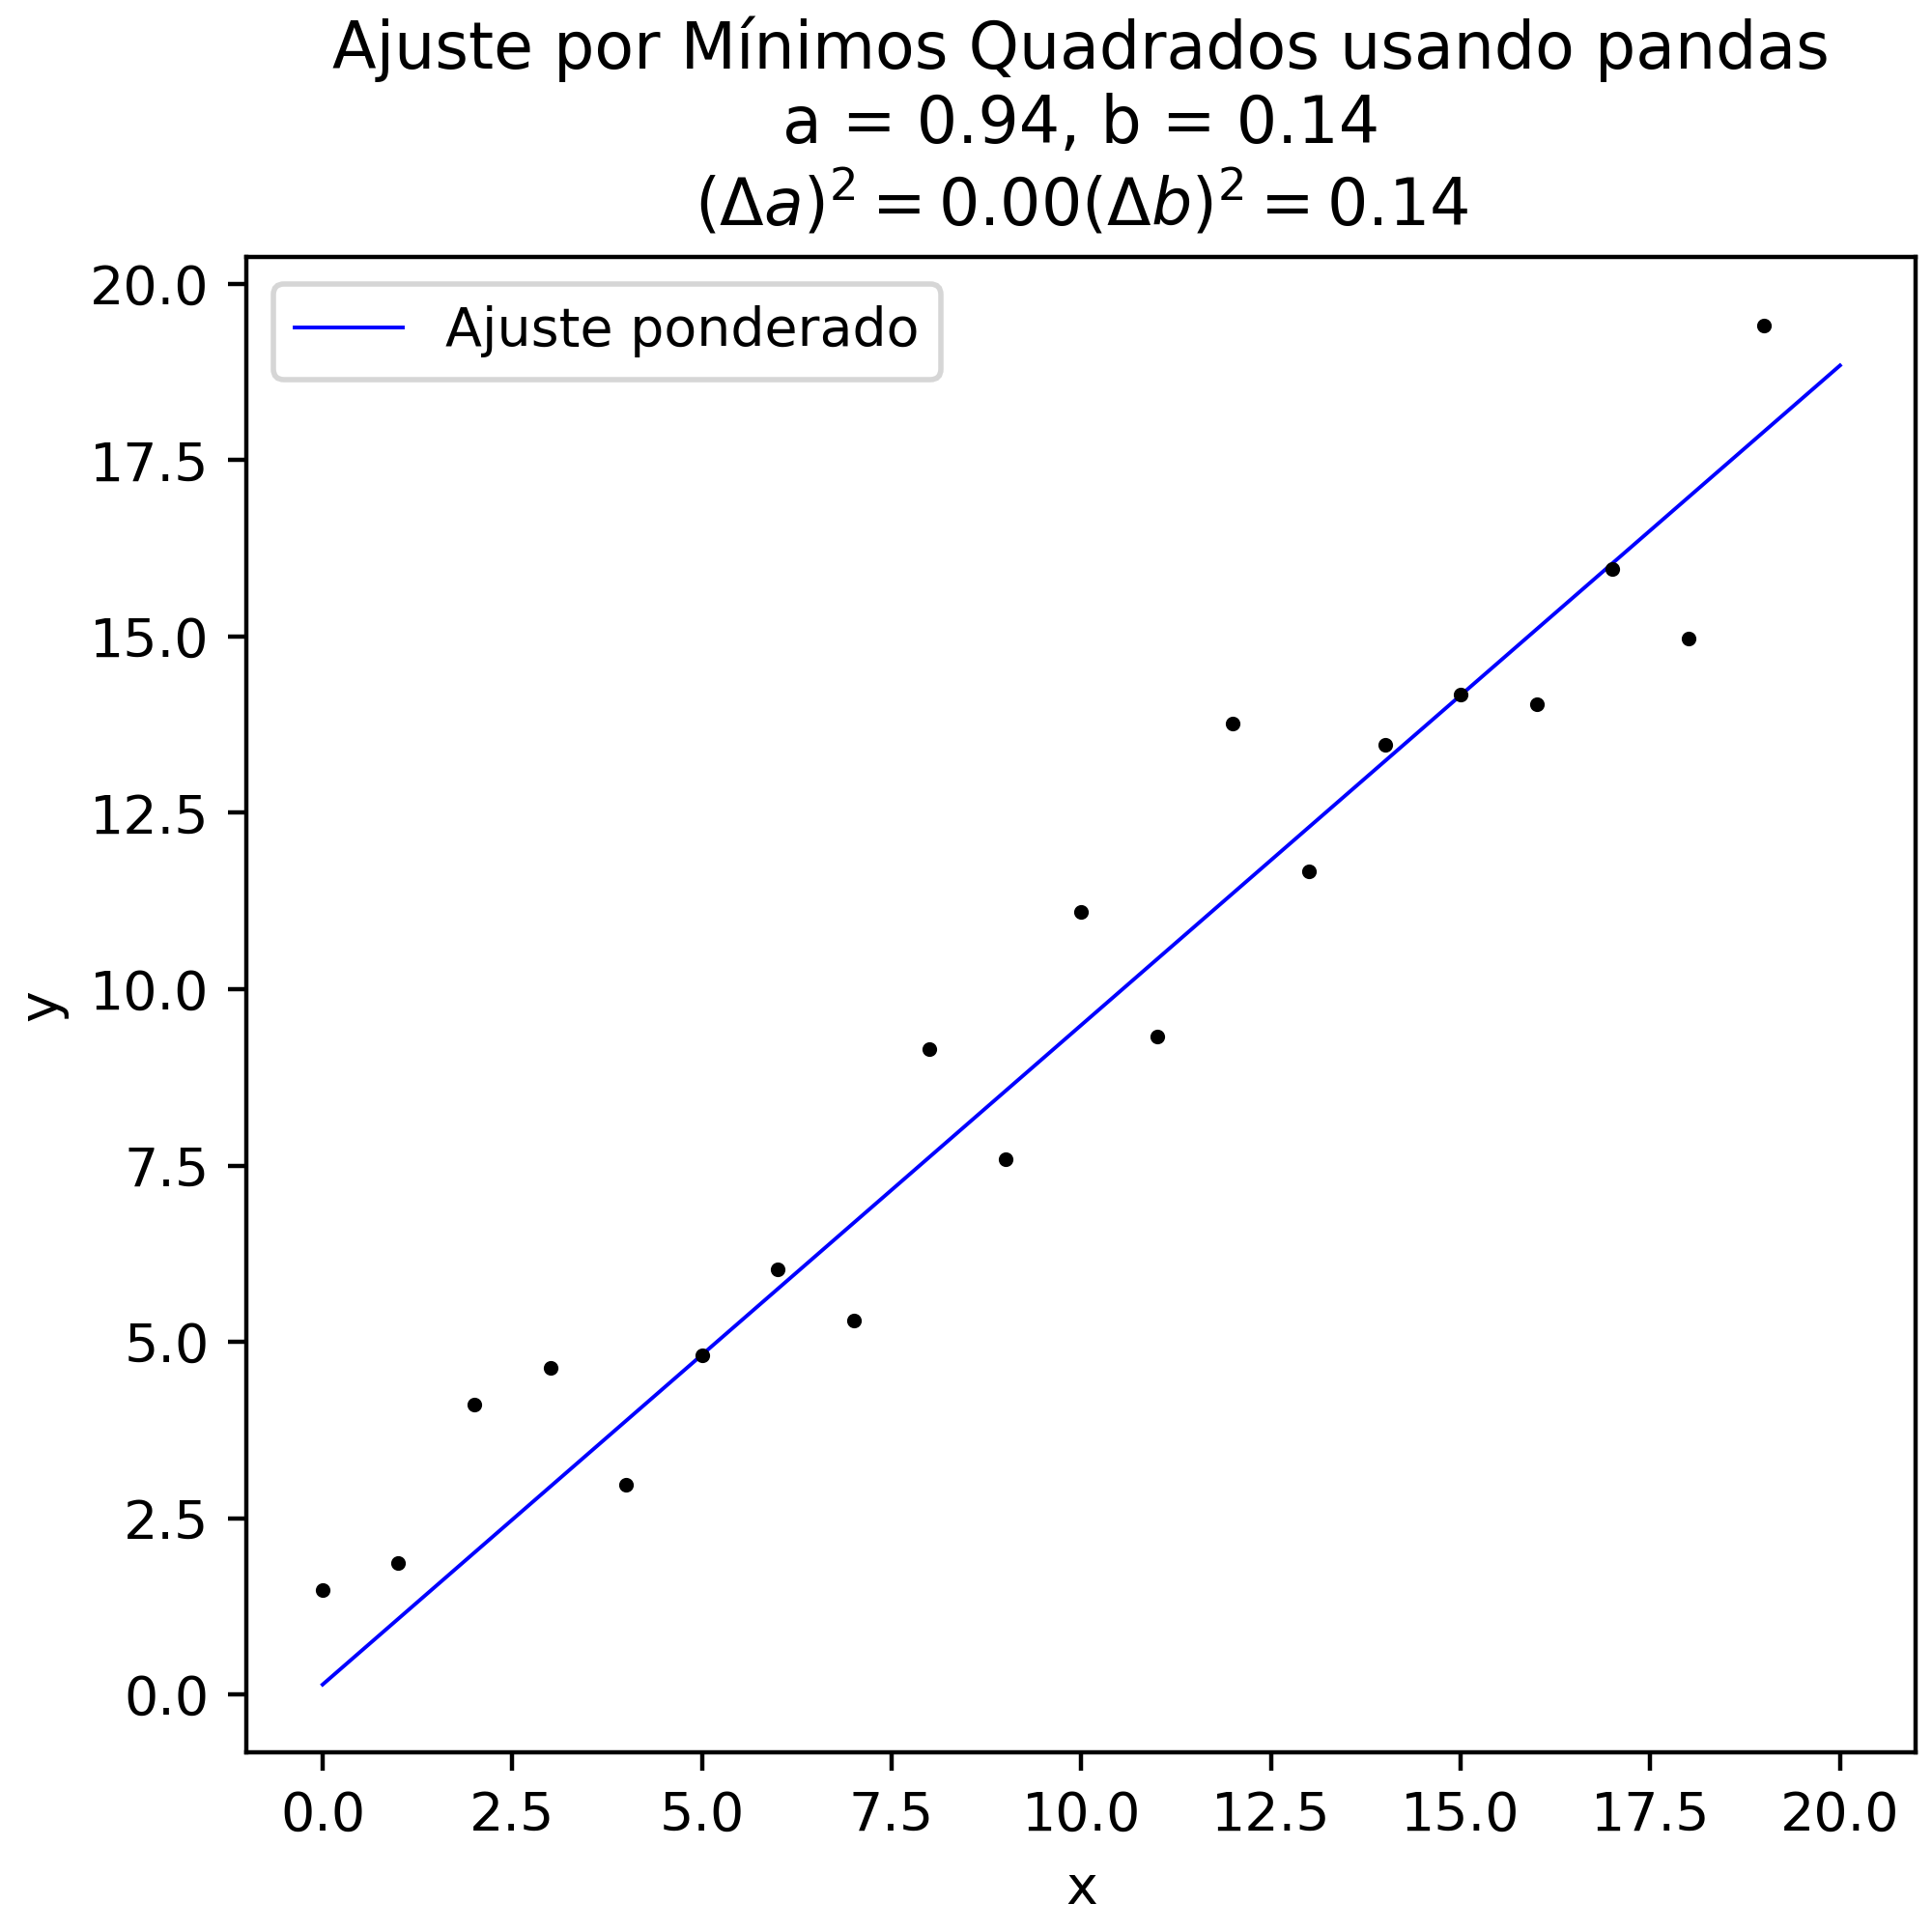 Ajuste por Mínimos Quadrados usando pandas
a = 0.94, b = 0.14
(Δa)² = 0.00(Δb)² = 0.14
Ajuste ponderado
20.0
17.5
15.0
12.5
10.0
7.5
5.0
2.5
0.0
y
0.0 2.5 5.0 7.5 10.0 12.5 15.0 17.5 20.0
x